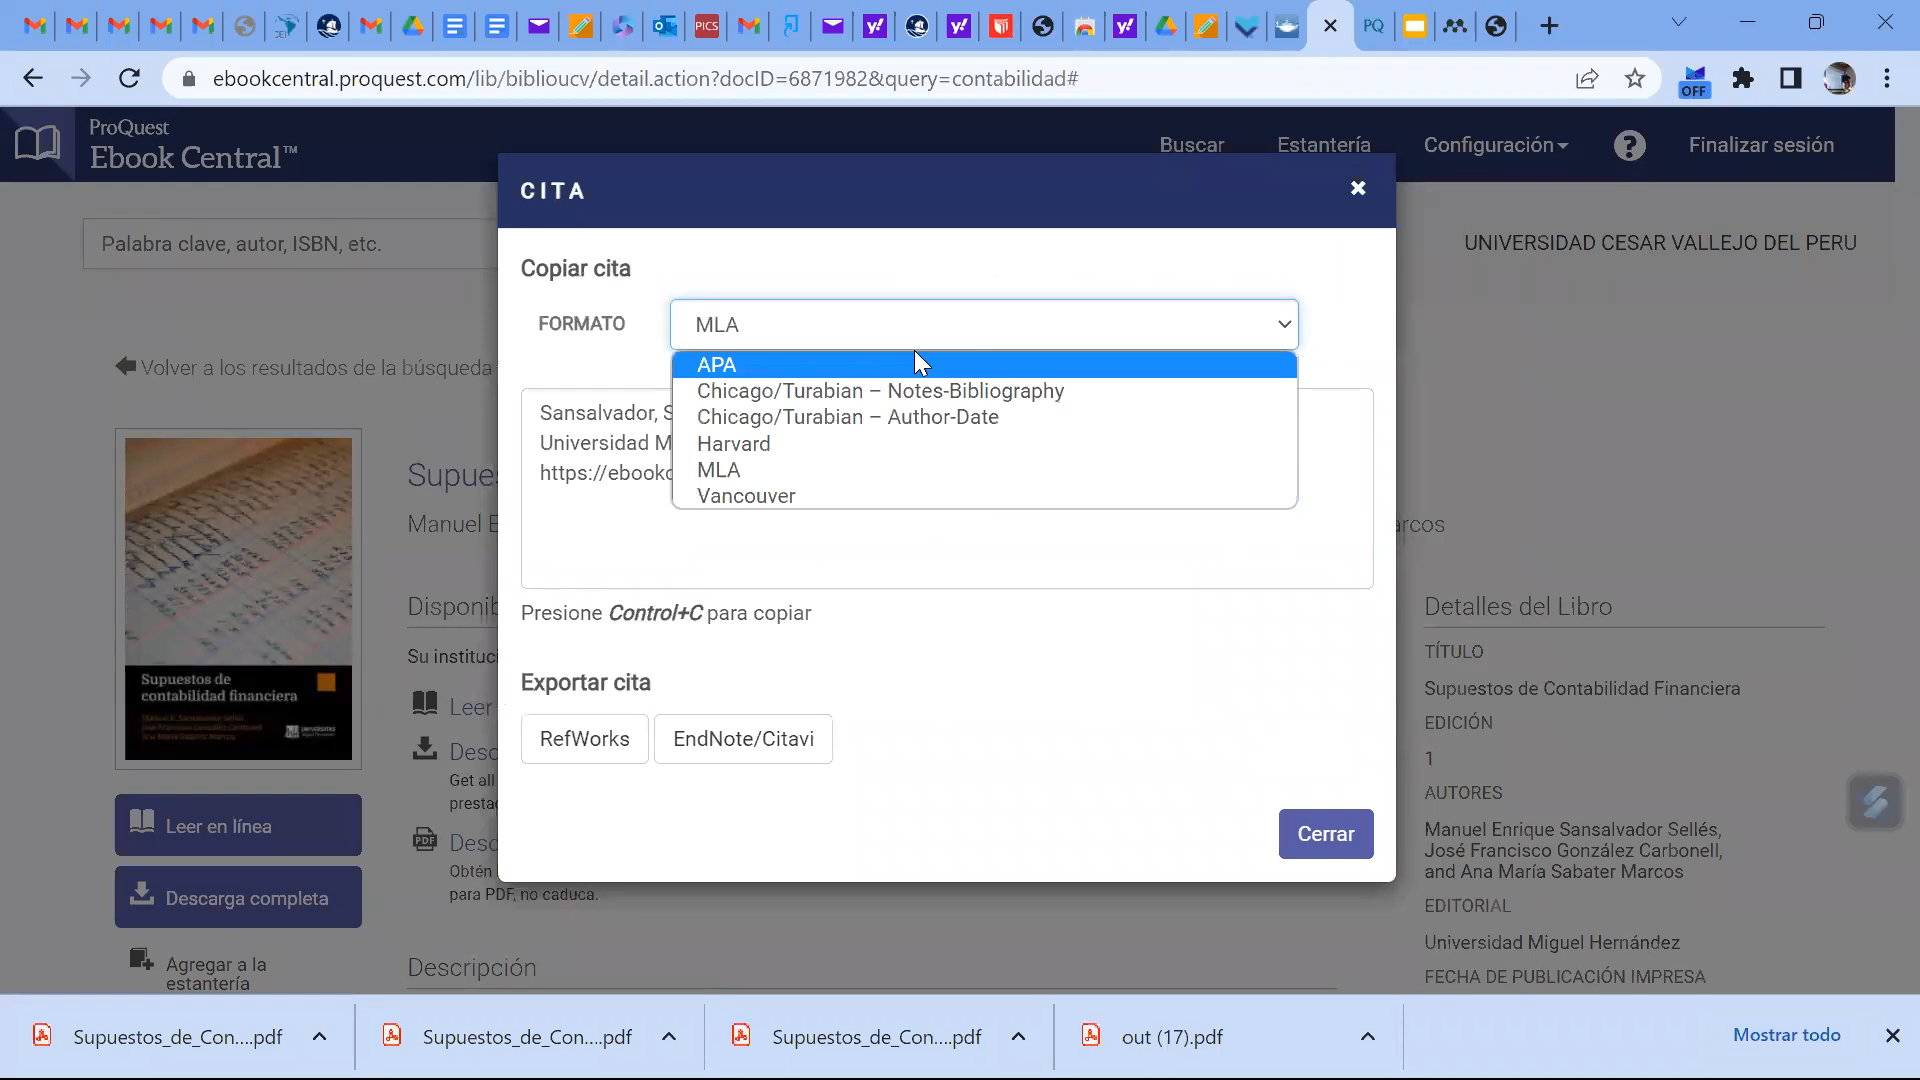 PICS
PQ
ebookcentral.proquest.com/lib/biblioucv/detail.action?docID=6871982&query=contabilidad#
OFF
ProQuest
Ebook Central™
Buscar
Estantería
Configuración
Finalizar sesión
CITA
Palabra clave, autor, ISBN, etc.
UNIVERSIDAD CESAR VALLEJO DEL PERU
Copiar cita
FORMATO
MLA
APA
Chicago/Turabian – Notes-Bibliography
Chicago/Turabian – Author-Date
Harvard
MLA
Vancouver
Volver a los resultados de la búsqueda
Sansalvador, S
Universidad M
https://ebookc
Supues
Manuel E
arcos
Presione Control+C para copiar
Disponib
Su instituci
Leer
Desc
Get all
presta
Desc
Obtén
para PDF, no caduca.
Exportar cita
RefWorks
EndNote/Citavi
Cerrar
Supuestos de
contabilidad financiera
Leer en línea
Descarga completa
Agregar a la
estantería
Descripción
Detalles del Libro
TÍTULO
Supuestos de Contabilidad Financiera
EDICIÓN
1
AUTORES
Manuel Enrique Sansalvador Sellés,
José Francisco González Carbonell,
and Ana María Sabater Marcos
EDITORIAL
Universidad Miguel Hernández
FECHA DE PUBLICACIÓN IMPRESA
Supuestos_de_Con....pdf
Supuestos_de_Con....pdf
Supuestos_de_Con....pdf
out (17).pdf
Mostrar todo